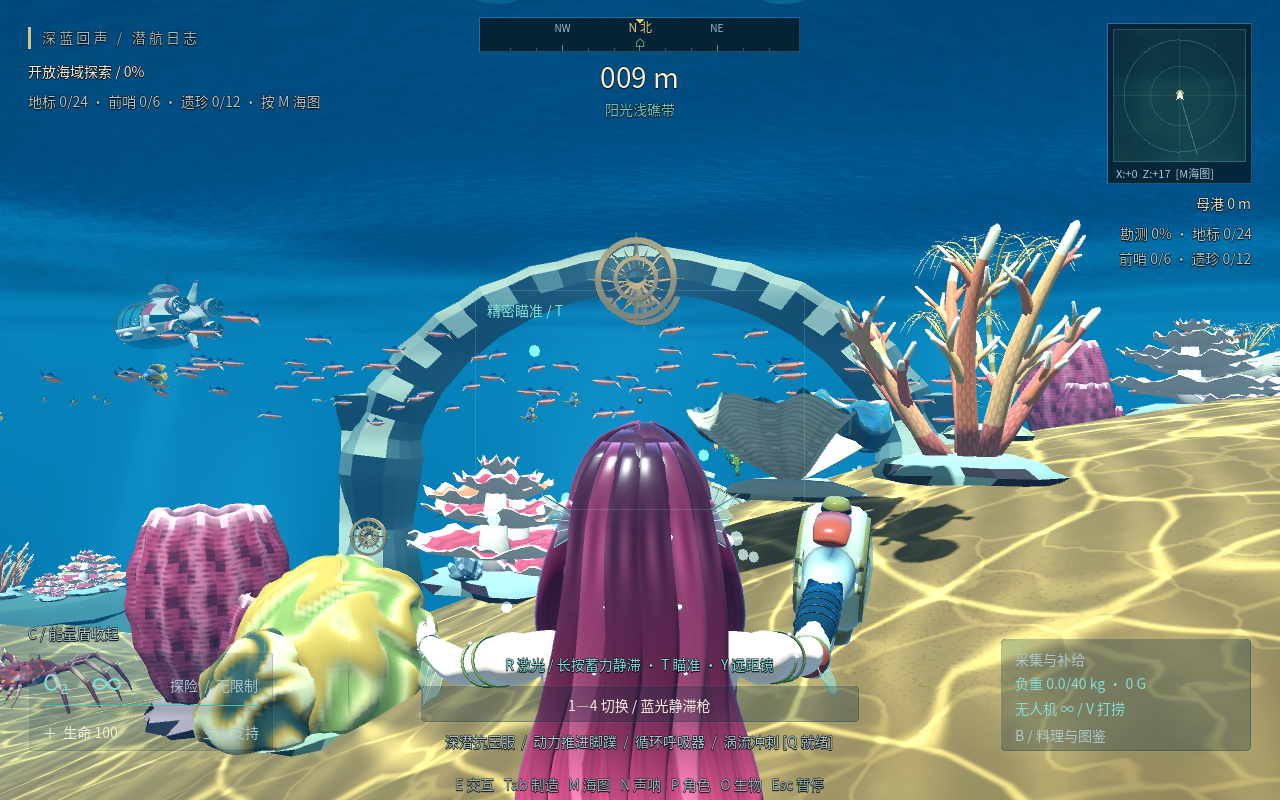 深蓝回声 / 潜航日志
开放海域探索 / 0%
地标 0/24 · 前哨 0/6 · 遗珍 0/12 · 按 M 海图
NW N 北 NE
009 m
阳光浅礁带
X:+0 Z:+17 [M海图]
母港 0 m
勘测 0% · 地标 0/24
前哨 0/6 · 遗珍 0/12
精密瞄准 / T
C / 能量盾收起
O₂ ∞ 探险 / 无限制
＋ 生命 100 支持
R 激光 / 长按蓄力静滞 · T 瞄准 · Y 远距镜
1—4 切换 / 蓝光静滞枪
深潜抗压服 / 动力推进脚蹼 / 循环呼吸器 / 涡流冲刺 [Q 就绪]
E 交互 Tab 制造 M 海图 N 声呐 P 角色 O 生物 Esc 暂停
采集与补给
负重 0.0/40 kg · 0 G
无人机 ∞ / V 打捞
B / 料理与图鉴